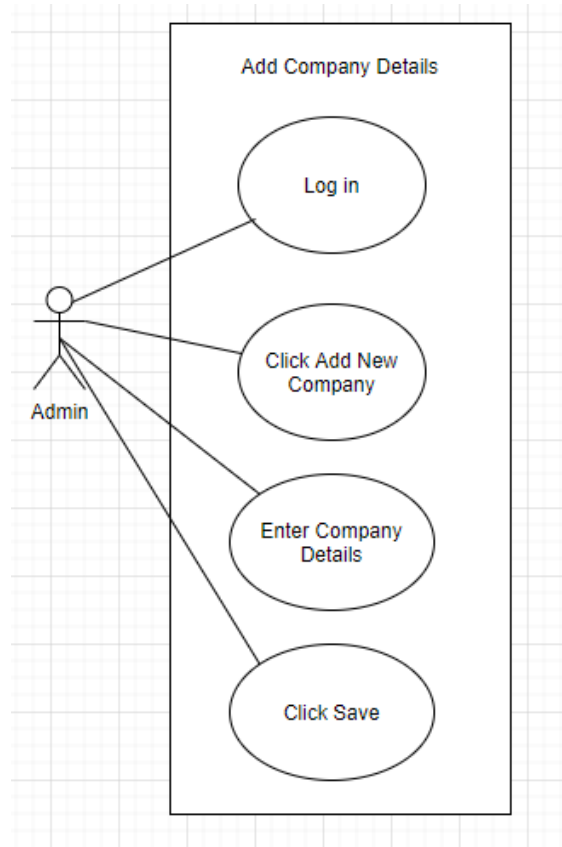 Add Company Details
Log in
Click Add New
Company
Admin
Enter Company
Details
Click Save